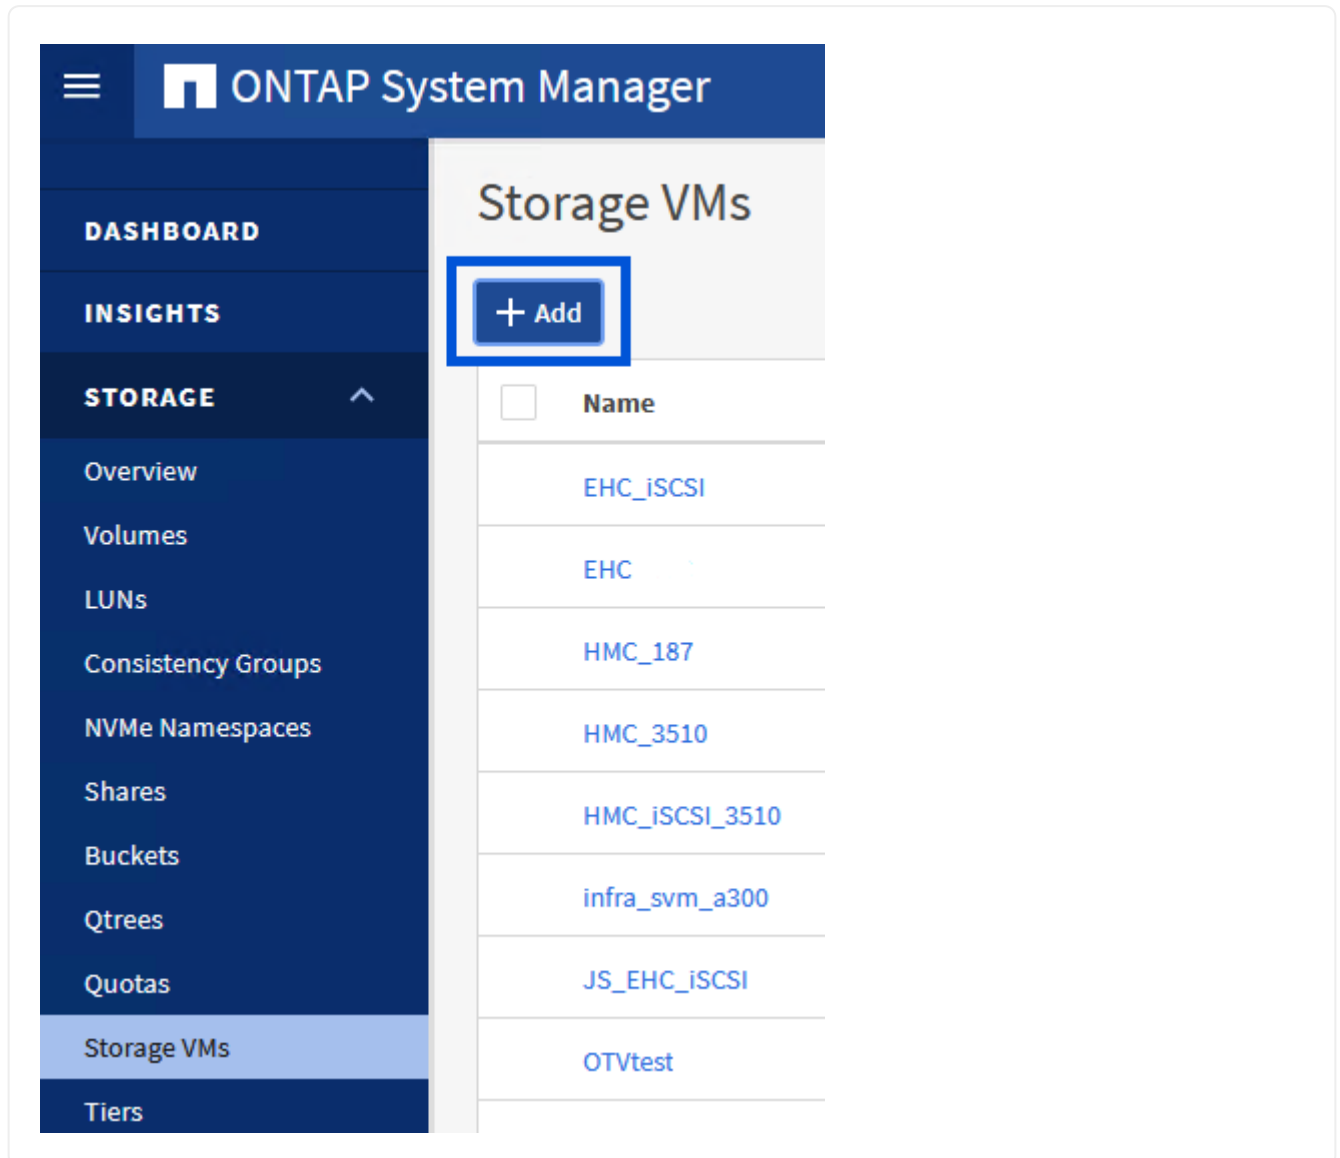 ONTAP System Manager
DASHBOARD
INSIGHTS
STORAGE
Overview
Volumes
LUNs
Consistency Groups
NVMe Namespaces
Shares
Buckets
Qtrees
Quotas
Storage VMs
Tiers
Storage VMs
+ Add
Name
EHC_iSCSI
EHC
HMC_187
HMC_3510
HMC_iSCSI_3510
infra_svm_a300
JS_EHC_iSCSI
OTVtest